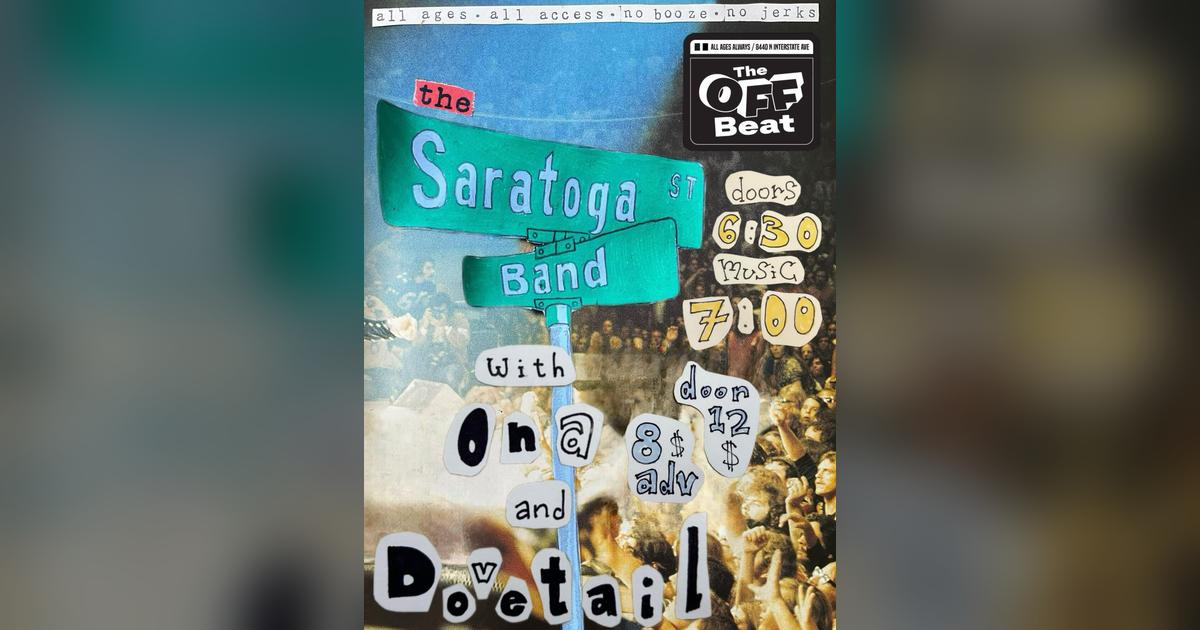 all ages · all access · no booze · no jerks
ALL AGES ALWAYS / 8440 N INTERSTATE AVE
The
OFF
Beat
the
Saratoga ST
Band
doors
6:30
music
7:00
with
Ona
door
12
$
8 $
adv
and
Dovetail